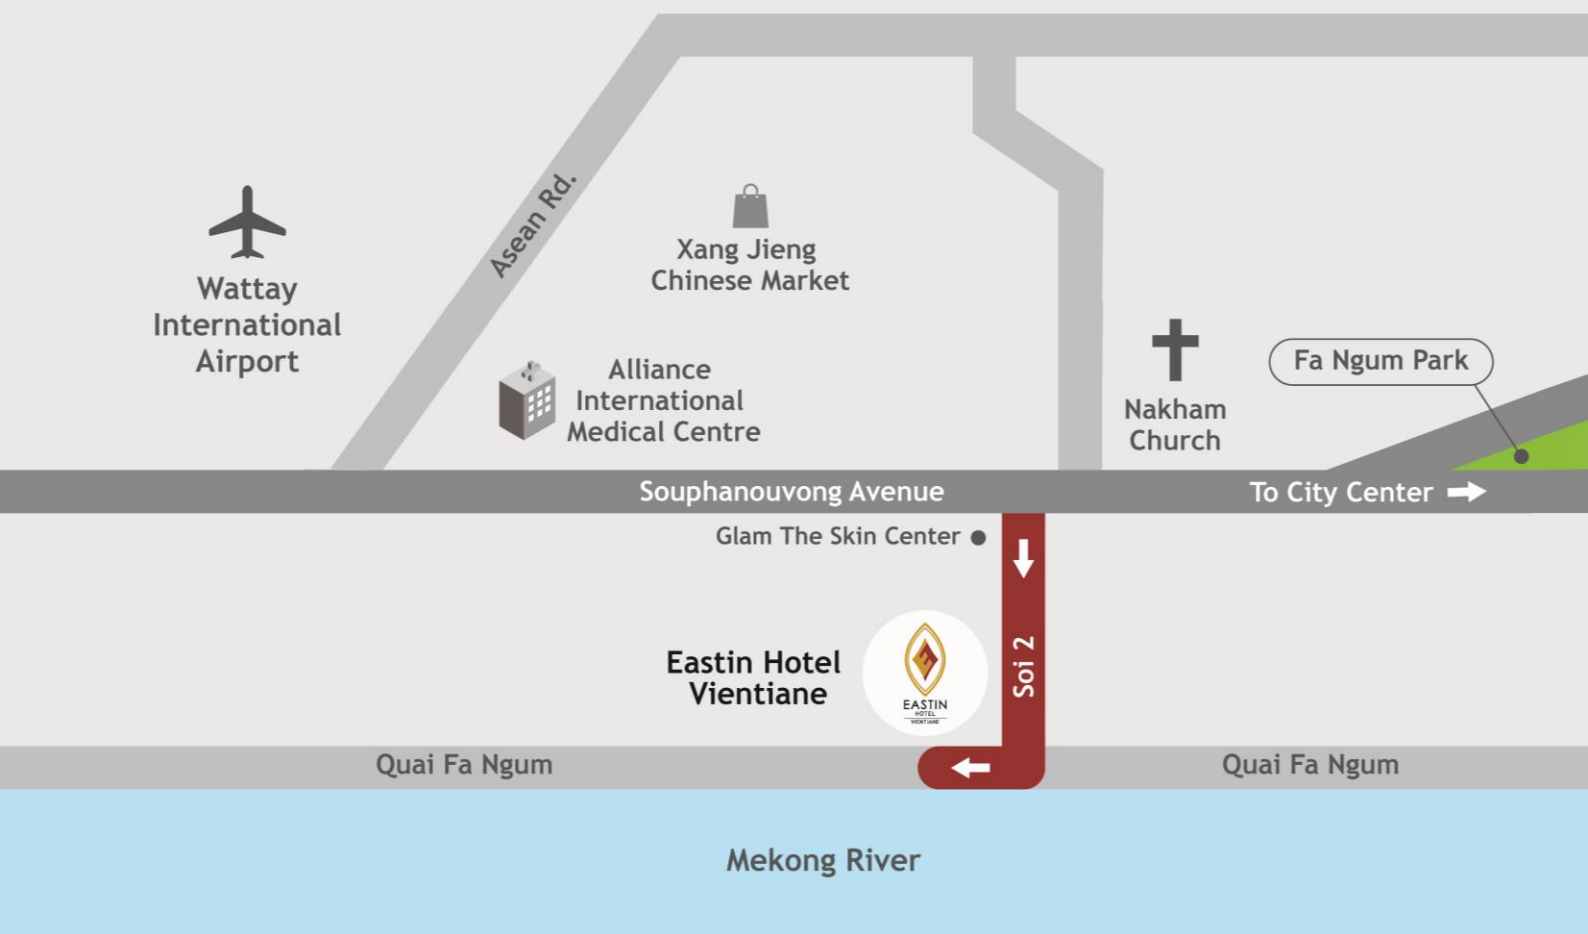 Asean Rd.
Xang Jieng
Chinese Market
Wattay
International
Airport
Alliance
International
Medical Centre
Nakham
Church
Fa Ngum Park
Souphanouvong Avenue
To City Center
Glam The Skin Center
Soi 2
Eastin Hotel
Vientiane
EASTIN
HOTEL
VIENTIANE
Quai Fa Ngum
Quai Fa Ngum
Mekong River